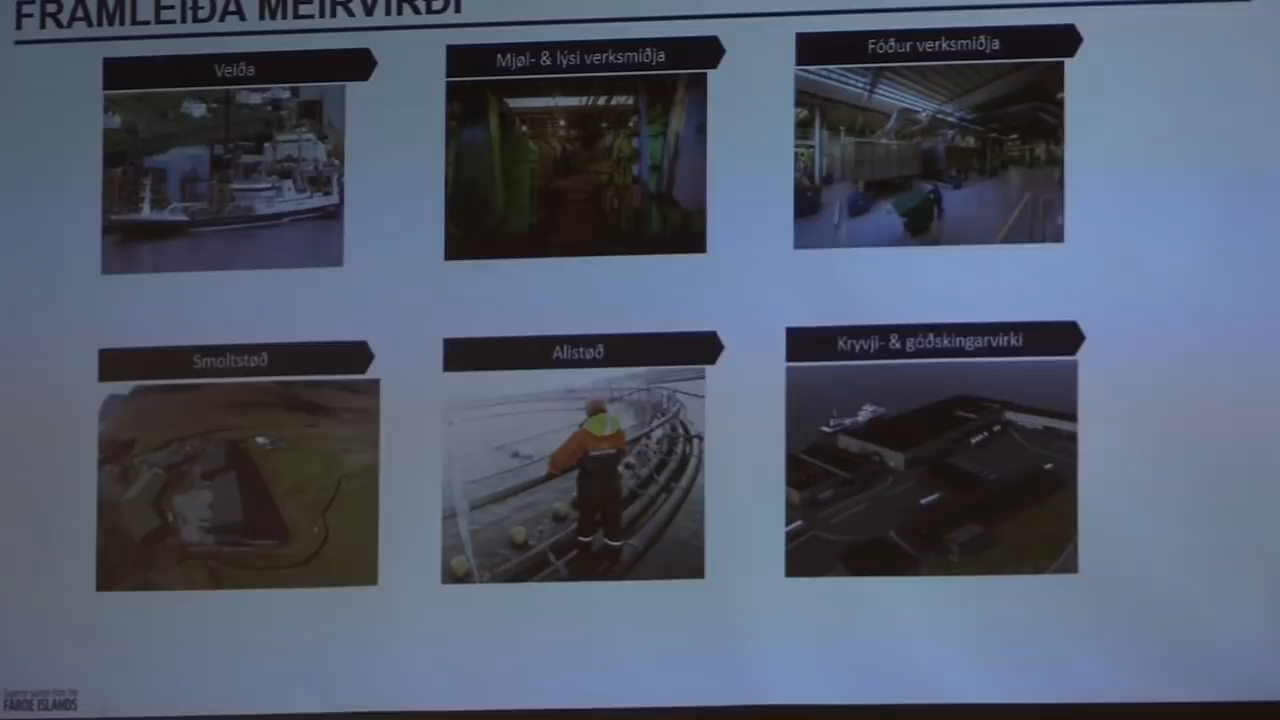 FRAMLEIÐA MEIRVIRÐI
Veiða
Mjøl- & lýsi verksmiðja
Fóður verksmiðja
Smoltstøð
Alistøð
Kryvji- & góðskingarvirki
FAROE ISLANDS